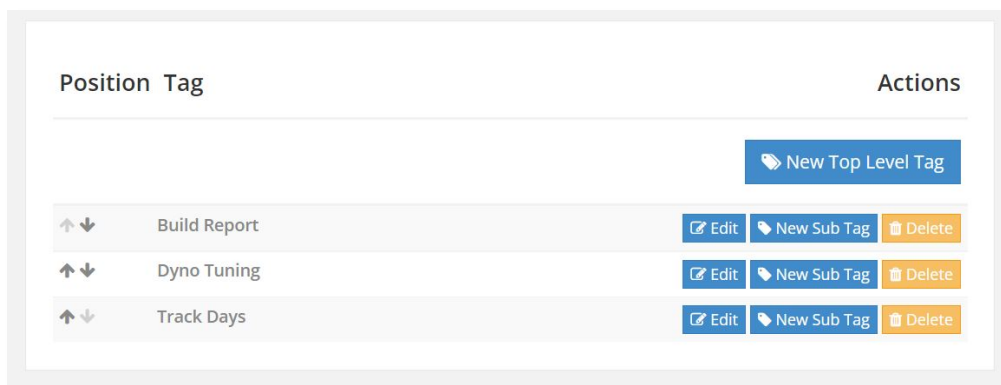 Position Tag Actions
New Top Level Tag
Build Report Edit New Sub Tag Delete
Dyno Tuning Edit New Sub Tag Delete
Track Days Edit New Sub Tag Delete